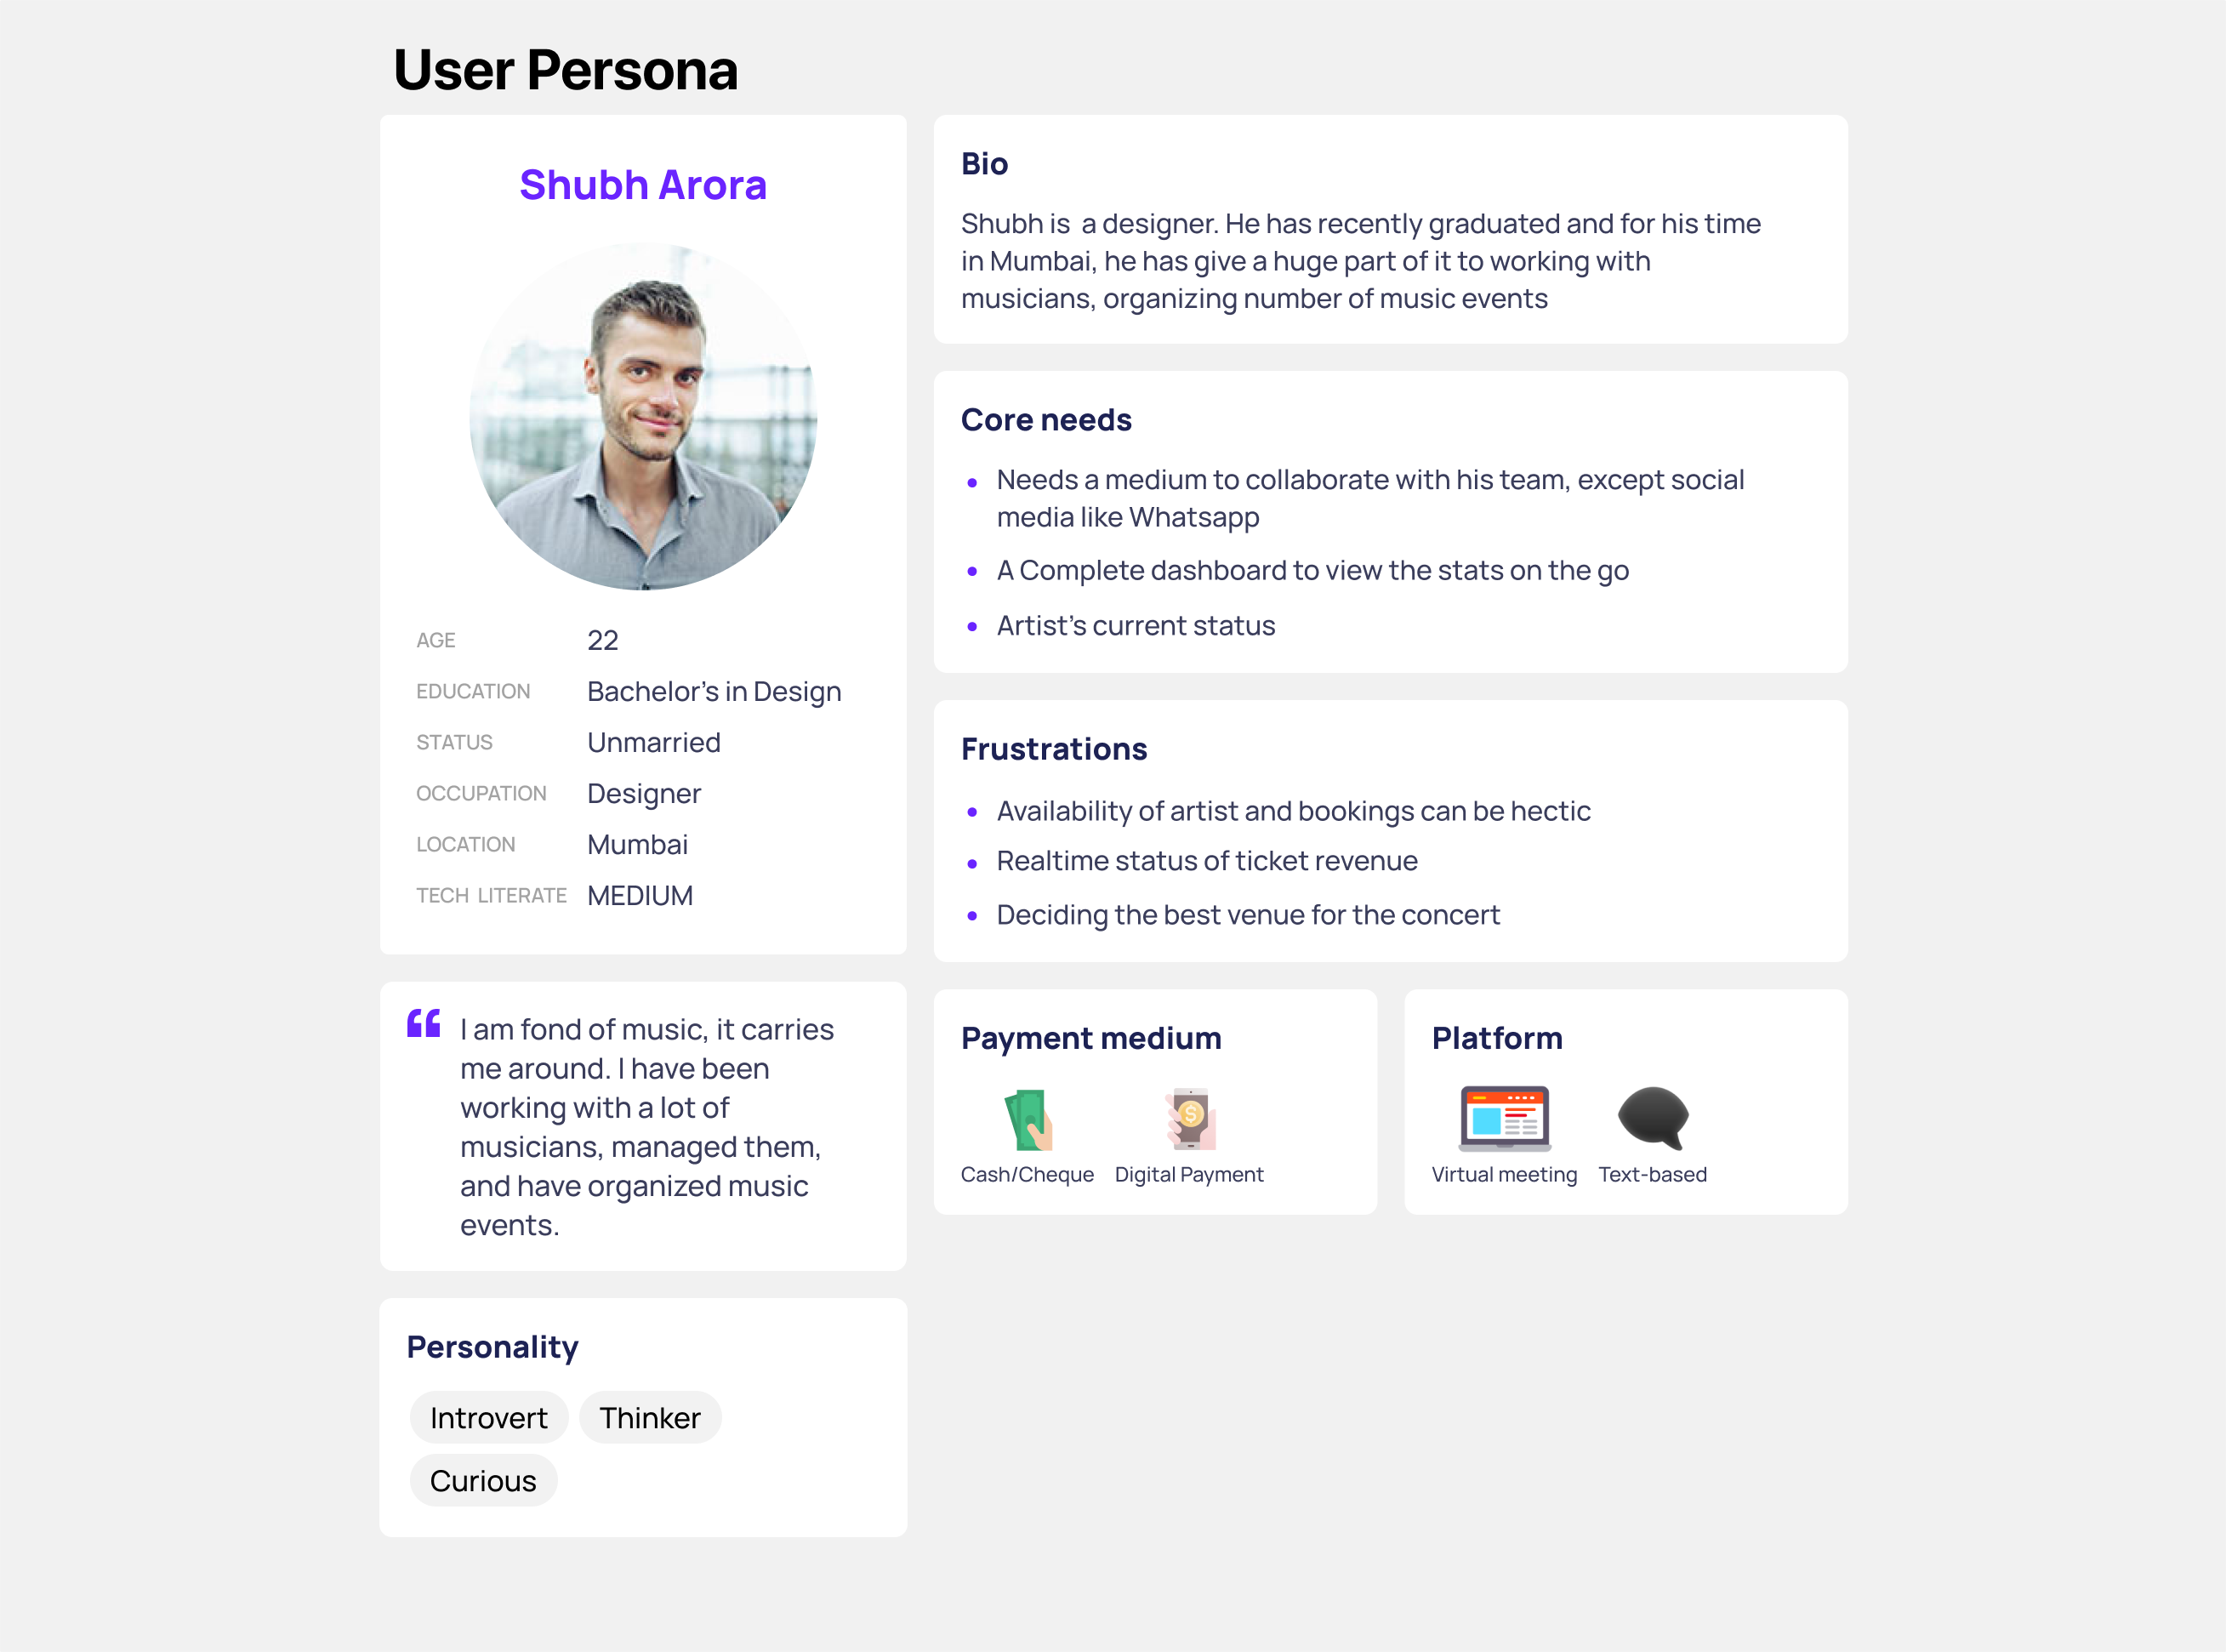 User Persona
Shubh Arora
AGE 22
EDUCATION Bachelor's in Design
STATUS Unmarried
OCCUPATION Designer
LOCATION Mumbai
TECH LITERATE MEDIUM
“ I am fond of music, it carries
me around. I have been
working with a lot of
musicians, managed them,
and have organized music
events.
Personality
Introvert Thinker
Curious
Bio
Shubh is a designer. He has recently graduated and for his time
in Mumbai, he has give a huge part of it to working with
musicians, organizing number of music events
Core needs
• Needs a medium to collaborate with his team, except social
media like Whatsapp
• A Complete dashboard to view the stats on the go
• Artist's current status
Frustrations
• Availability of artist and bookings can be hectic
• Realtime status of ticket revenue
• Deciding the best venue for the concert
Payment medium
$
Cash/Cheque Digital Payment
Platform
Virtual meeting Text-based